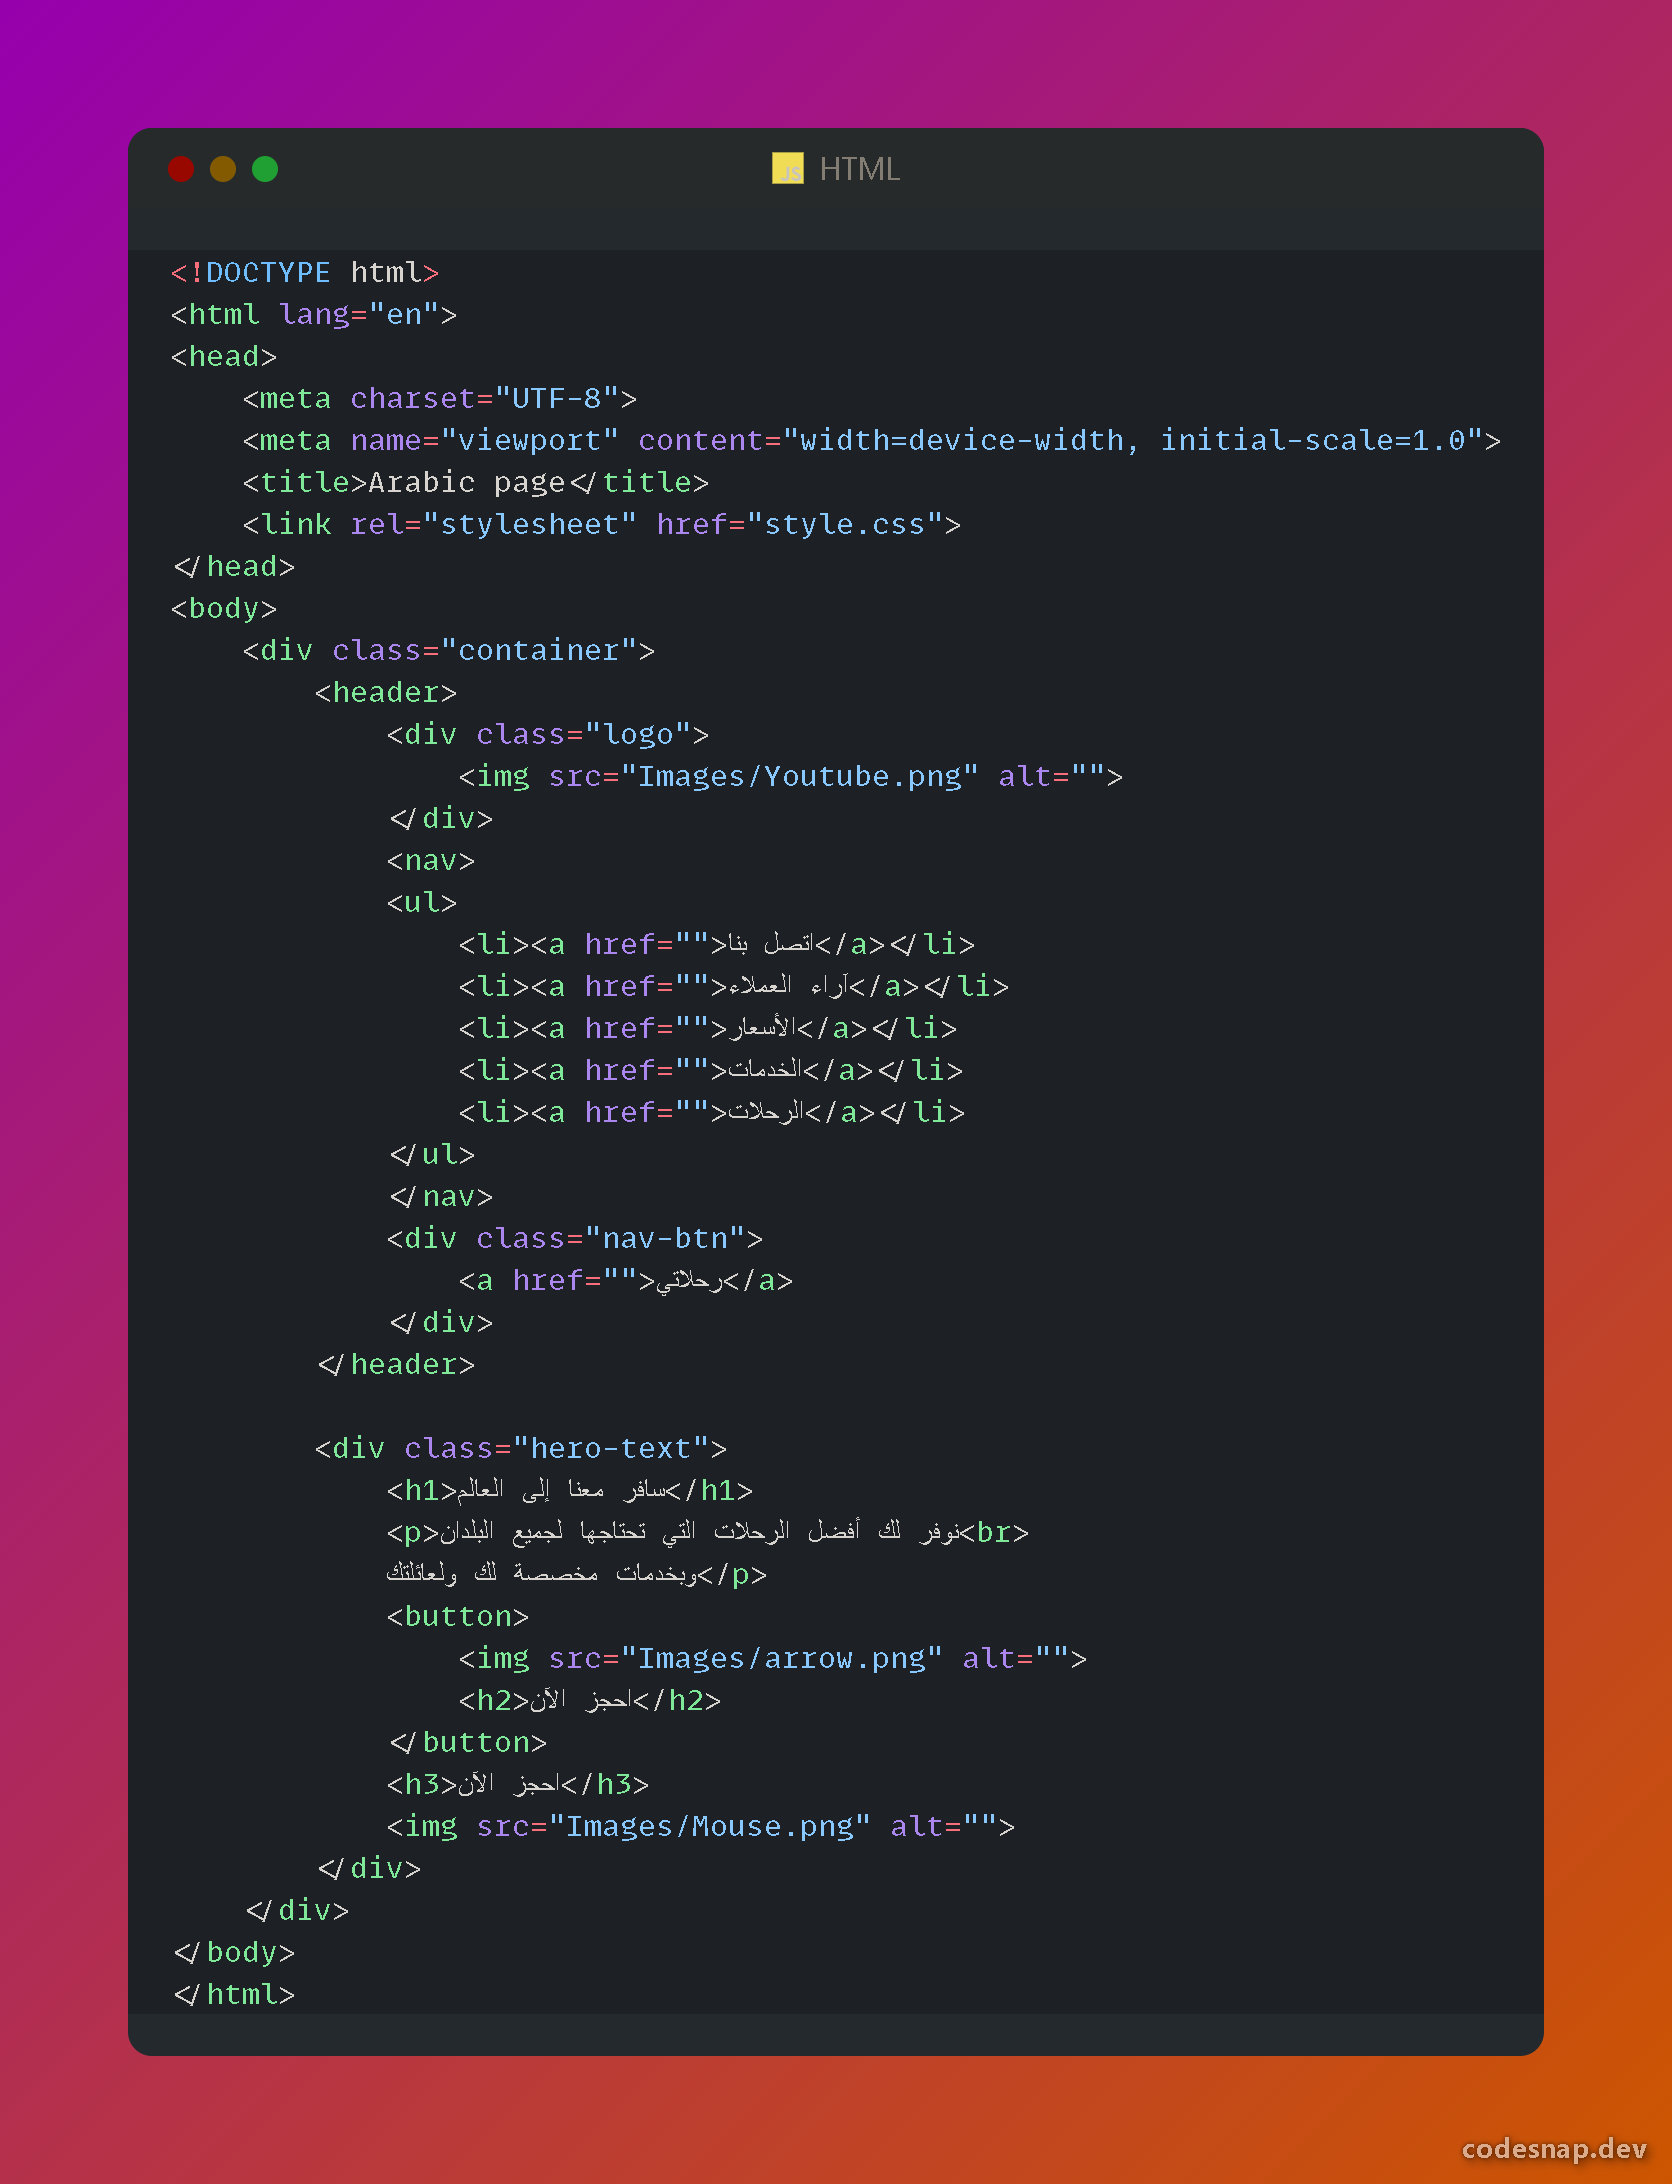 JS HTML
<!DOCTYPE html>
<html lang="en">
<head>
    <meta charset="UTF-8">
    <meta name="viewport" content="width=device-width, initial-scale=1.0">
    <title>Arabic page</title>
    <link rel="stylesheet" href="style.css">
</head>
<body>
    <div class="container">
        <header>
            <div class="logo">
                <img src="Images/Youtube.png" alt="">
            </div>
            <nav>
            <ul>
                <li><a href="">اتصل بنا</a></li>
                <li><a href="">آراء العملاء</a></li>
                <li><a href="">الأسعار</a></li>
                <li><a href="">الخدمات</a></li>
                <li><a href="">الرحلات</a></li>
            </ul>
            </nav>
            <div class="nav-btn">
                <a href="">رحلاتي</a>
            </div>
        </header>

        <div class="hero-text">
            <h1>سافر معنا إلى العالم</h1>
            <p>نوفر لك أفضل الرحلات التي تحتاجها لجميع البلدان<br>
            وبخدمات مخصصة لك ولعائلتك</p>
            <button>
                <img src="Images/arrow.png" alt="">
                <h2>احجز الآن</h2>
            </button>
            <h3>احجز الآن</h3>
            <img src="Images/Mouse.png" alt="">
        </div>
    </div>
</body>
</html>
codesnap.dev